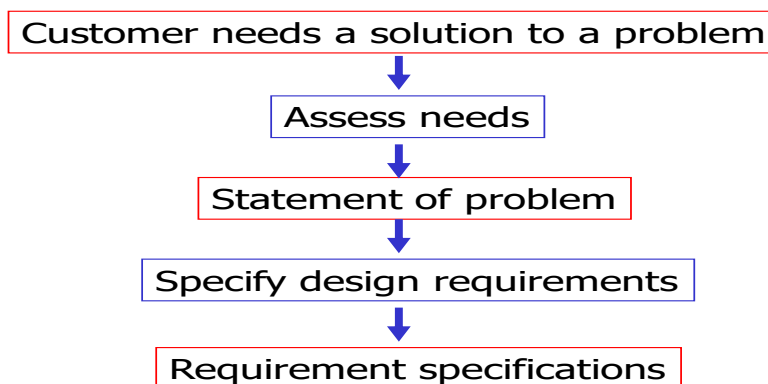 Customer needs a solution to a problem
Assess needs
Statement of problem
Specify design requirements
Requirement specifications